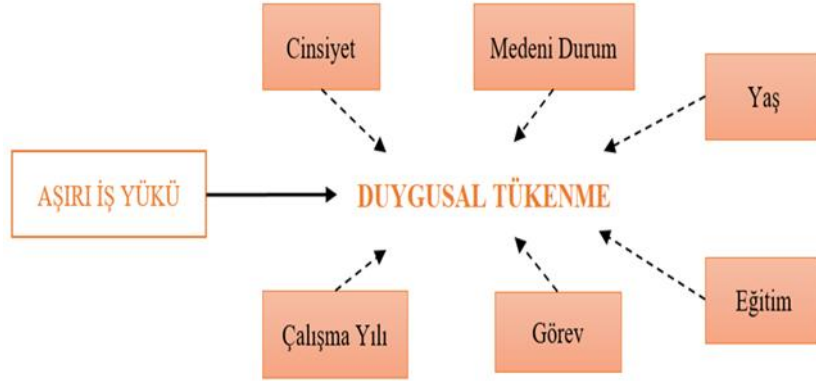 Cinsiyet
Medeni Durum
Yaş
AŞIRI İŞ YÜKÜ
DUYGUSAL TÜKENME
Çalışma Yılı
Görev
Eğitim